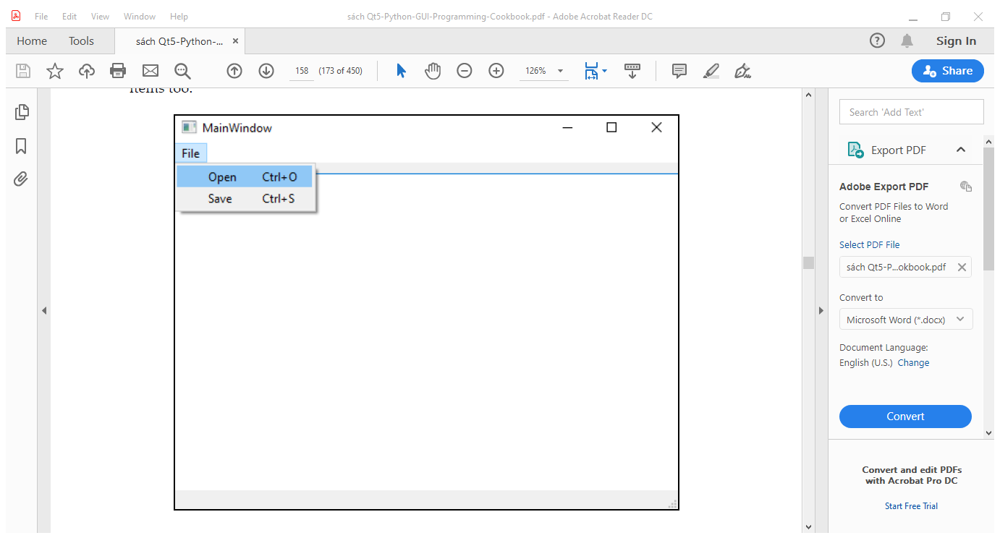 File Edit View Window Help sách Qt5-Python-GUI-Programming-Cookbook.pdf - Adobe Acrobat Reader DC
Home Tools sách Qt5-Python-... Sign In
158 (173 of 450) 126% Share
items too:
MainWindow
File
Open Ctrl+O
Save Ctrl+S
Search 'Add Text'
Export PDF
Adobe Export PDF
Convert PDF Files to Word
or Excel Online
Select PDF File
sách Qt5-P...okbook.pdf
Convert to
Microsoft Word (*.docx)
Document Language:
English (U.S.) Change
Convert
Convert and edit PDFs
with Acrobat Pro DC
Start Free Trial